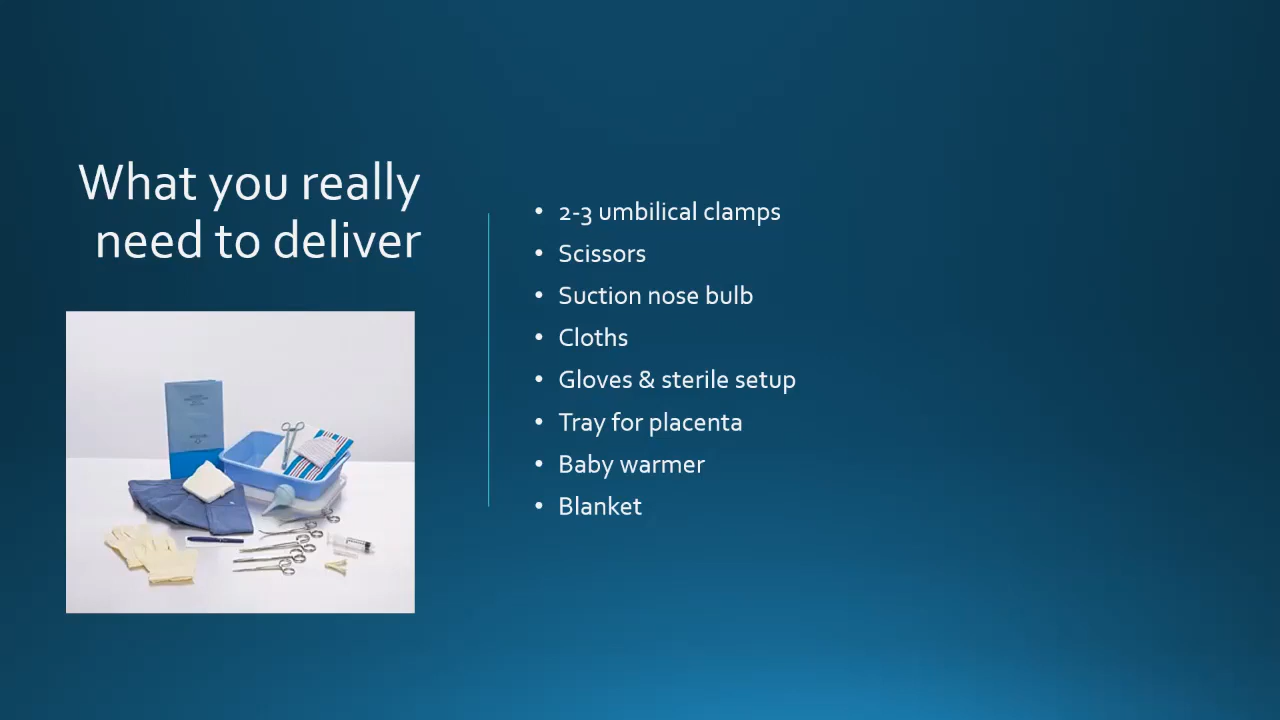 What you really
need to deliver
• 2-3 umbilical clamps
• Scissors
• Suction nose bulb
• Cloths
• Gloves & sterile setup
• Tray for placenta
• Baby warmer
• Blanket